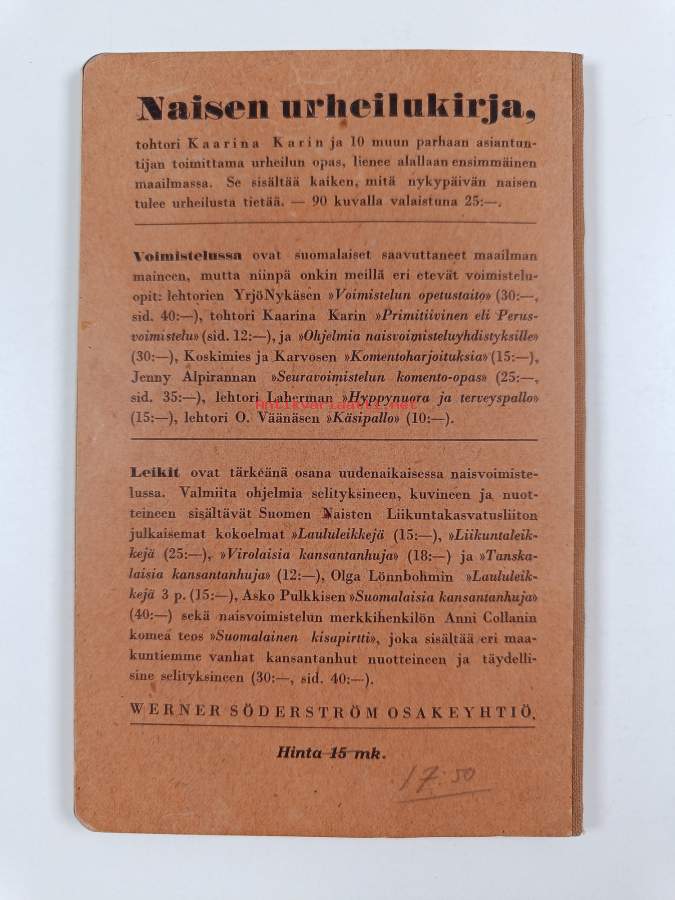 Naisen urheilukirja,
tohtori Kaarina Karin ja 10 muun parhaan asiantun-
tijan toimittama urheilun opas, lienee alallaan ensimmäinen
maailmassa. Se sisältää kaiken, mitä nykypäivän naisen
tulee urheilusta tietää. — 90 kuvalla valaistuna 25:—.
Voimistelussa ovat suomalaiset saavuttaneet maailman
maineen, mutta niinpä onkin meillä eri etevät voimistelu-
opit: lehtorien YrjöNykäsen »Voimistelun opetustaito» (30:—,
sid. 40:—), tohtori Kaarina Karin »Primitiivinen eli Perus-
voimistelu» (sid. 12:—), ja »Ohjelmia naisvoimisteluyhdistyksille»
(30:—), Koskimies ja Karvosen »Komentoharjoituksia» (15:—),
Jenny Alpirannan »Seuravoimistelun komento-opas» (25:—,
sid. 35:—), lehtori Laherman »Hyppynuora ja terveyspallo»
antikvariaatti.net
(15:—), lehtori O. Väänäsen »Käsipallo» (10:—).
Leikit ovat tärkeänä osana uudenaikaisessa naisvoimiste-
lussa. Valmiita ohjelmia selityksineen, kuvineen ja nuot-
teineen sisältävät Suomen Naisten Liikuntakasvatusliiton
julkaisemat kokoelmat »Laululeikkejä (15:—), »Liikuntaleik-
kejä (25:—), »Virolaisia kansantanhuja» (18:—) ja »Tanska-
laisia kansantanhuja» (12:—), Olga Lönnbohmin »Laululeik-
kejä 3 p. (15:—), Asko Pulkkisen »Suomalaisia kansantanhuja»
(40:—) sekä naisvoimistelun merkkihenkilön Anni Collanin
komea teos »Suomalainen kisapirtti», joka sisältää eri maa-
kuntiemme vanhat kansantanhut nuotteineen ja täydelli-
sine selityksineen (30:—, sid. 40:—).
WERNER SÖDERSTRÖM OSAKEYHTIÖ.
Hinta 15 mk.
17:50